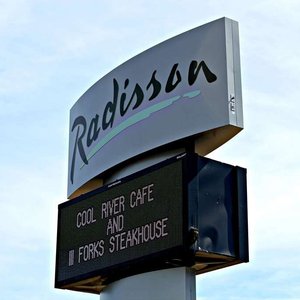 Radisson
COOL RIVER CAFE
AND
III FORKS STEAKHOUSE